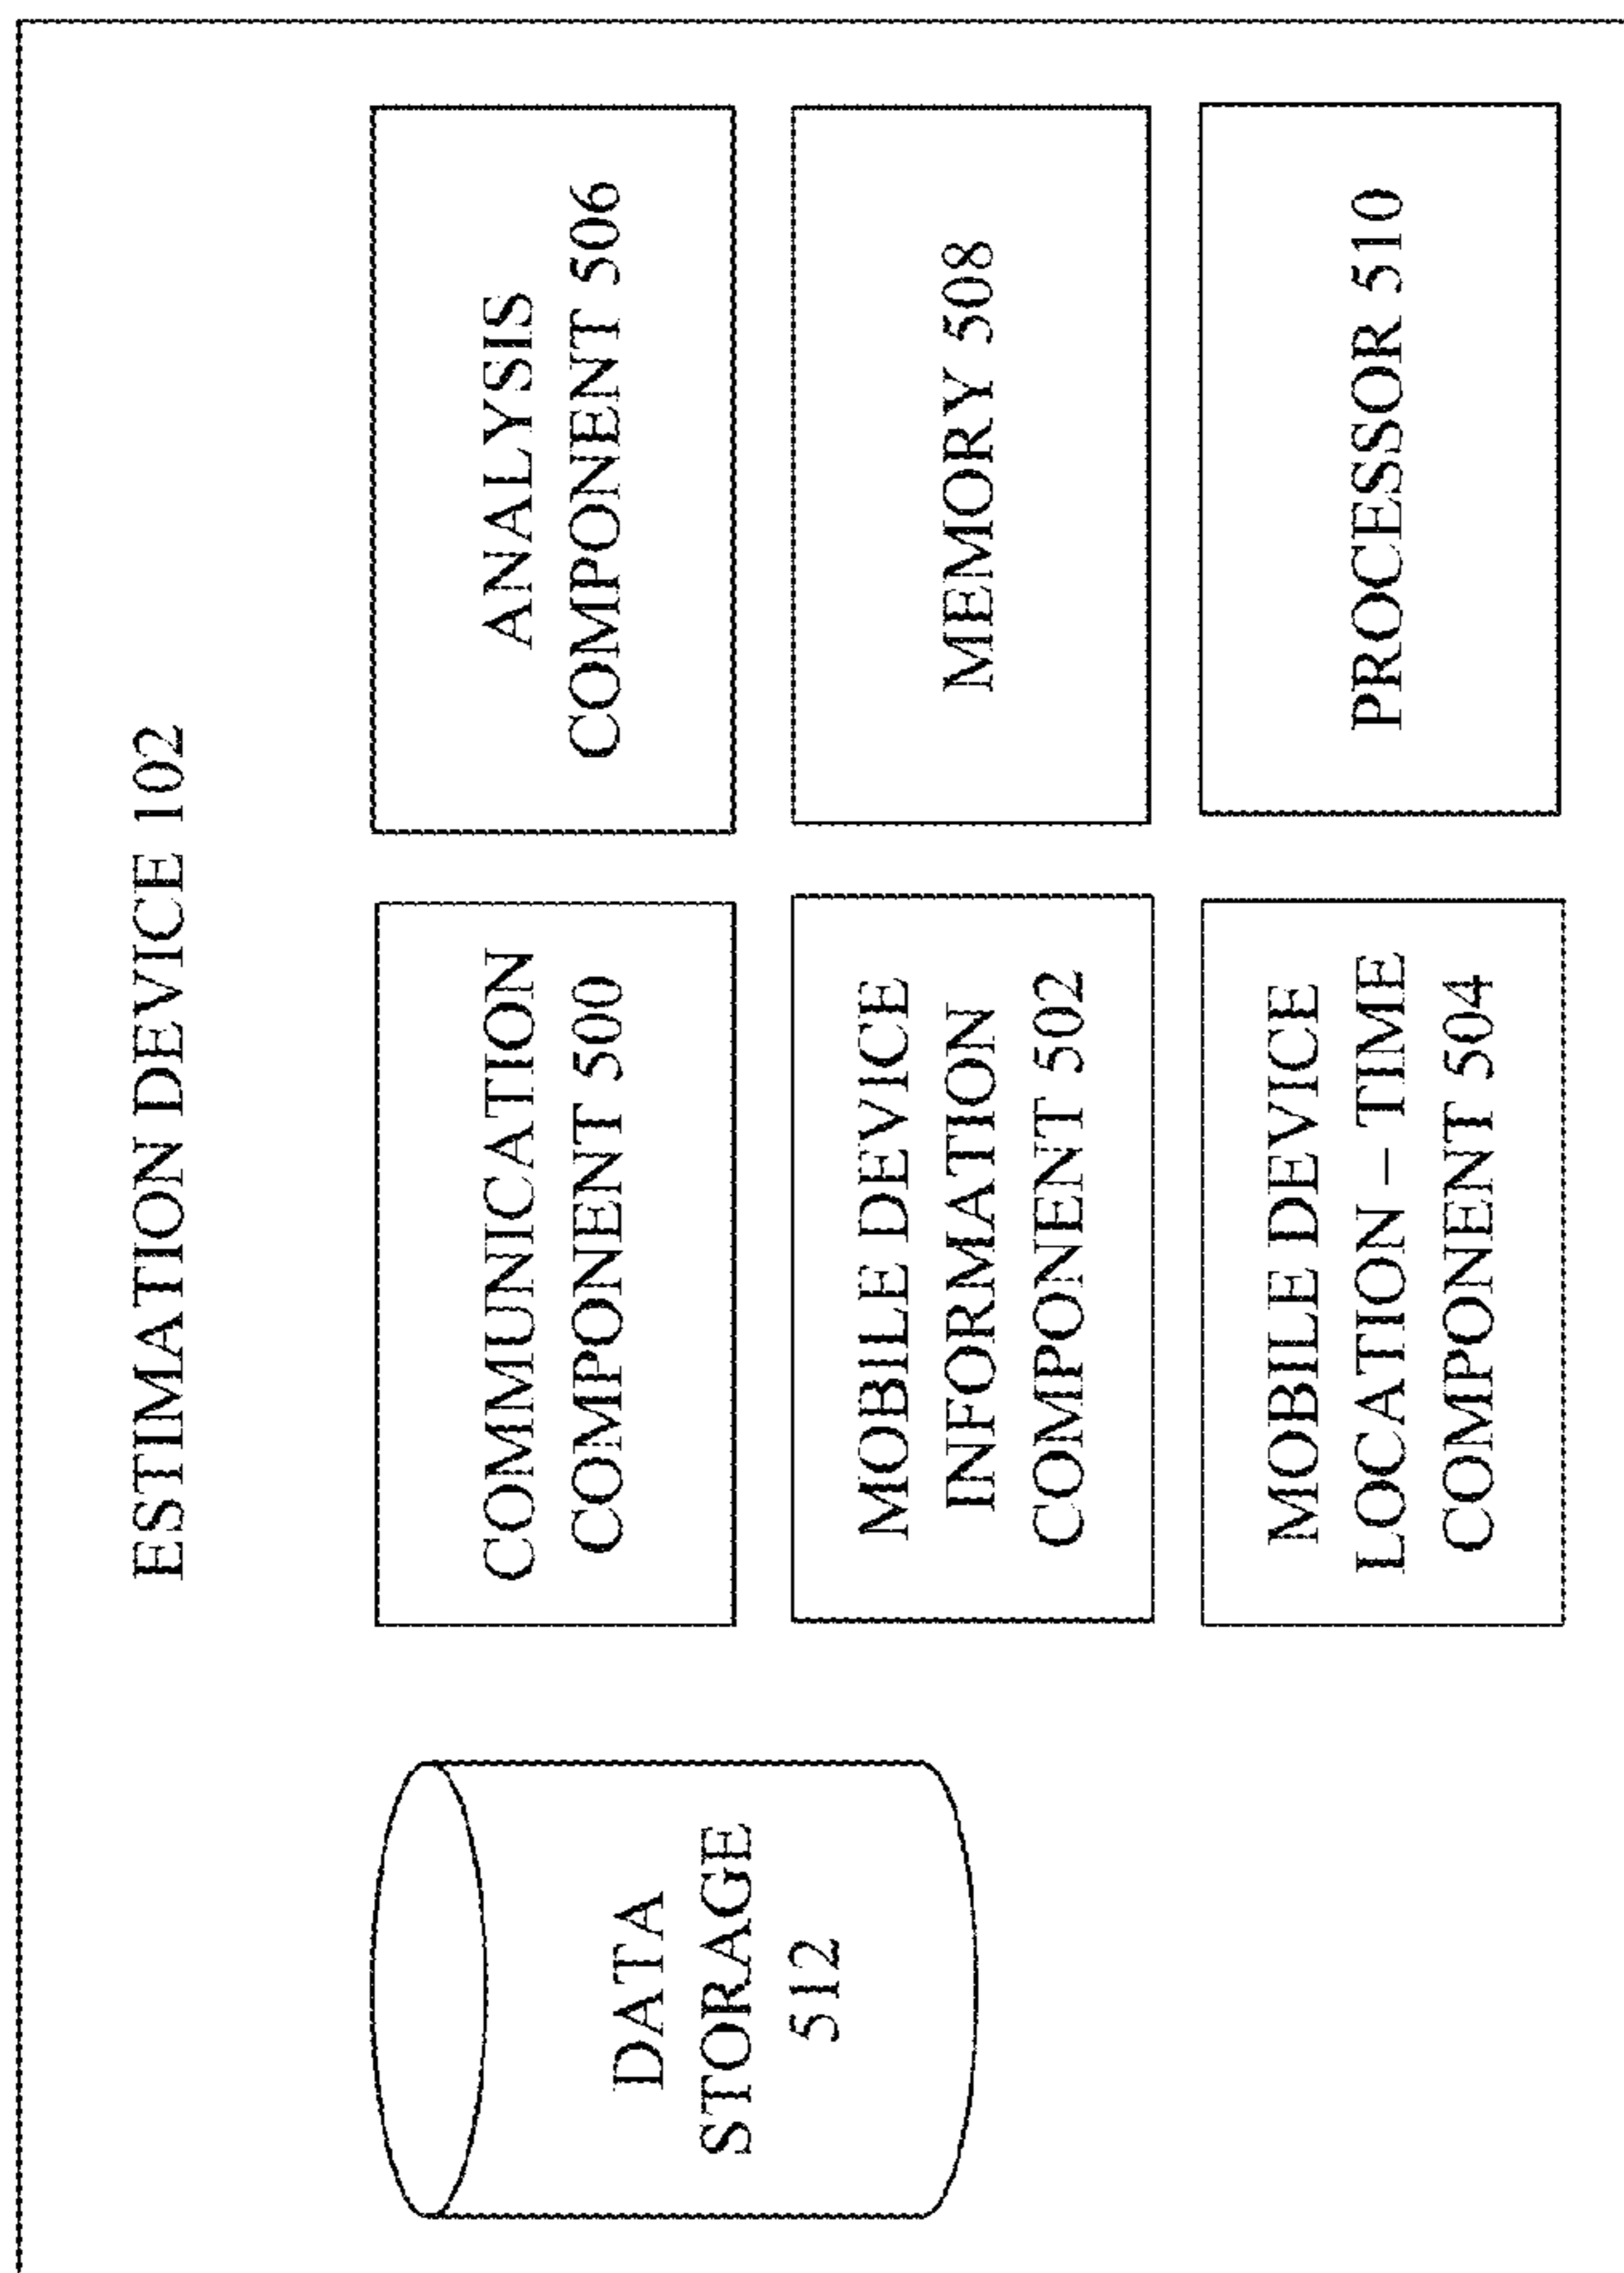 ESTIMATION DEVICE 102
DATA
STORAGE
512
COMMUNICATION
COMPONENT 500
MOBILE DEVICE
INFORMATION
COMPONENT 502
MOBILE DEVICE
LOCATION – TIME
COMPONENT 504
ANALYSIS
COMPONENT 506
MEMORY 508
PROCESSOR 510